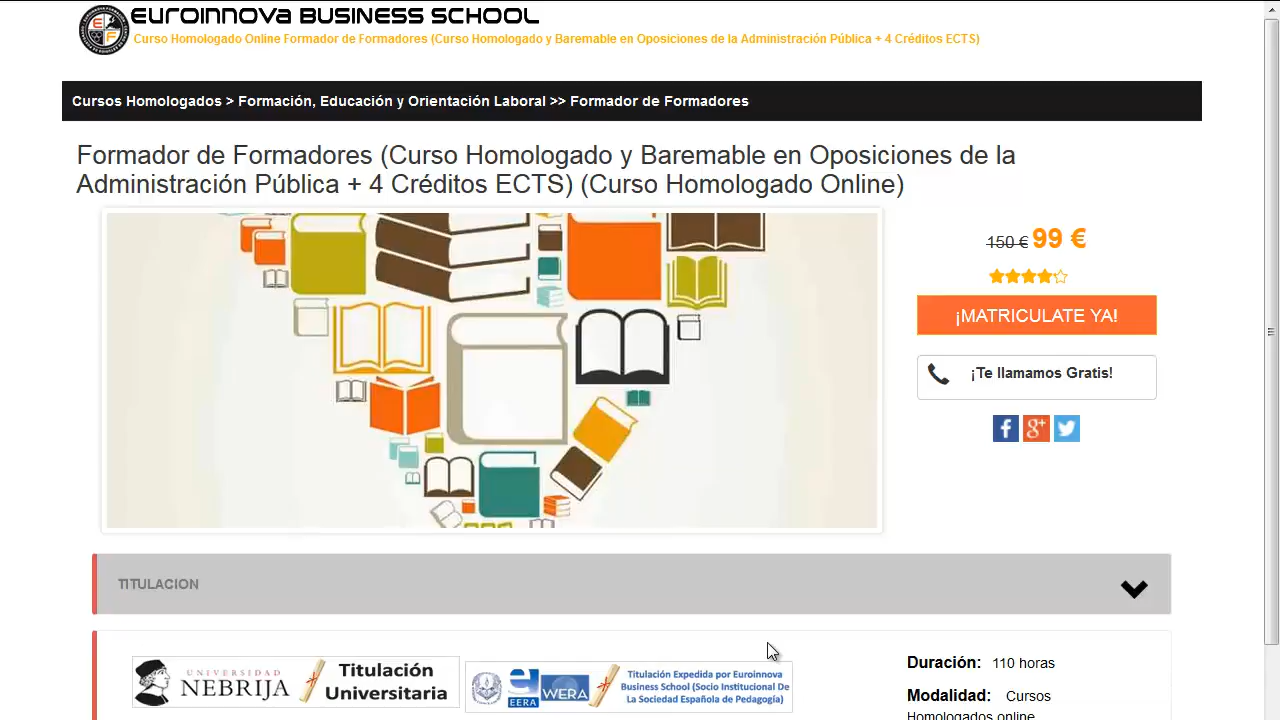 EUROINNOVA BUSINESS SCHOOL
Curso Homologado Online Formador de Formadores (Curso Homologado y Baremable en Oposiciones de la Administración Pública + 4 Créditos ECTS)
Cursos Homologados > Formación, Educación y Orientación Laboral >> Formador de Formadores
Formador de Formadores (Curso Homologado y Baremable en Oposiciones de la
Administración Pública + 4 Créditos ECTS) (Curso Homologado Online)
150 € 99 €
¡MATRICULATE YA!
¡Te llamamos Gratis!
TITULACION
UNIVERSIDAD
NEBRIJA
Titulación
Universitaria
EERA
WERA
Titulación Expedida por Euroinnova
Business School (Socio Institucional De
La Sociedad Española de Pedagogía)
Duración: 110 horas
Modalidad: Cursos
Homologados online